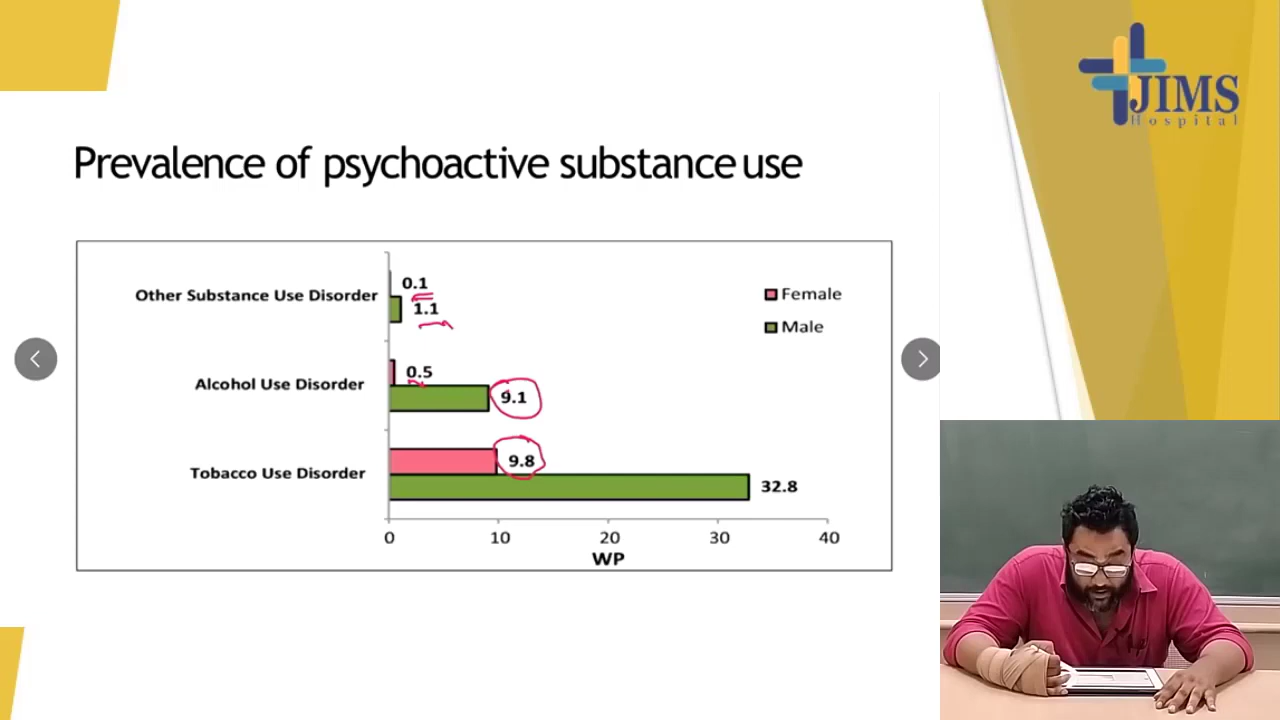 JIMS
Hospital
Prevalence of psychoactive substance use
Other Substance Use Disorder
0.1
1.1
Female
Male
Alcohol Use Disorder
0.5
9.1
Tobacco Use Disorder
9.8
32.8
0 10 20 30 40
WP